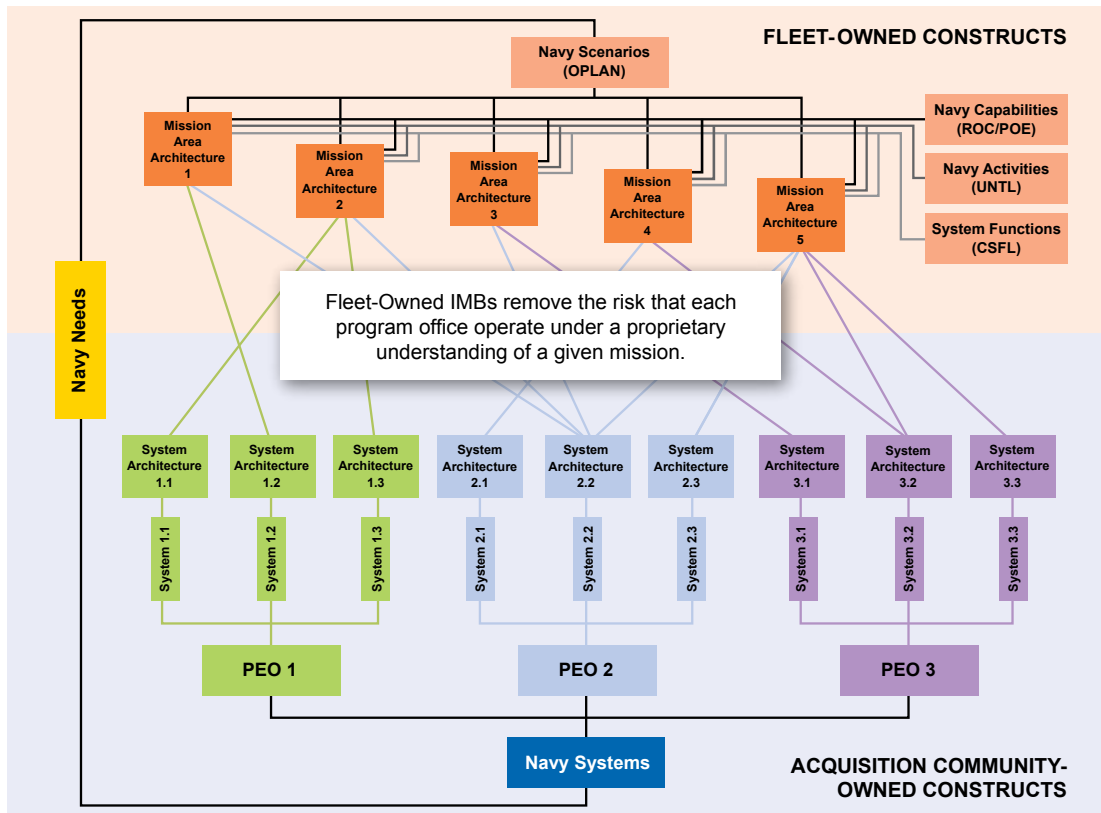 FLEET-OWNED CONSTRUCTS
Navy Scenarios
(OPLAN)
Navy Capabilities
(ROC/POE)
Navy Activities
(UNTL)
System Functions
(CSFL)
Mission
Area
Architecture
1
Mission
Area
Architecture
2
Mission
Area
Architecture
3
Mission
Area
Architecture
4
Mission
Area
Architecture
5
Navy Needs
Fleet-Owned IMBs remove the risk that each
program office operate under a proprietary
understanding of a given mission.
System
Architecture
1.1
System
Architecture
1.2
System
Architecture
1.3
System
Architecture
2.1
System
Architecture
2.2
System
Architecture
2.3
System
Architecture
3.1
System
Architecture
3.2
System
Architecture
3.3
System 1.1
System 1.2
System 1.3
System 2.1
System 2.2
System 2.3
System 3.1
System 3.2
System 3.3
PEO 1
PEO 2
PEO 3
Navy Systems
ACQUISITION COMMUNITY-
OWNED CONSTRUCTS